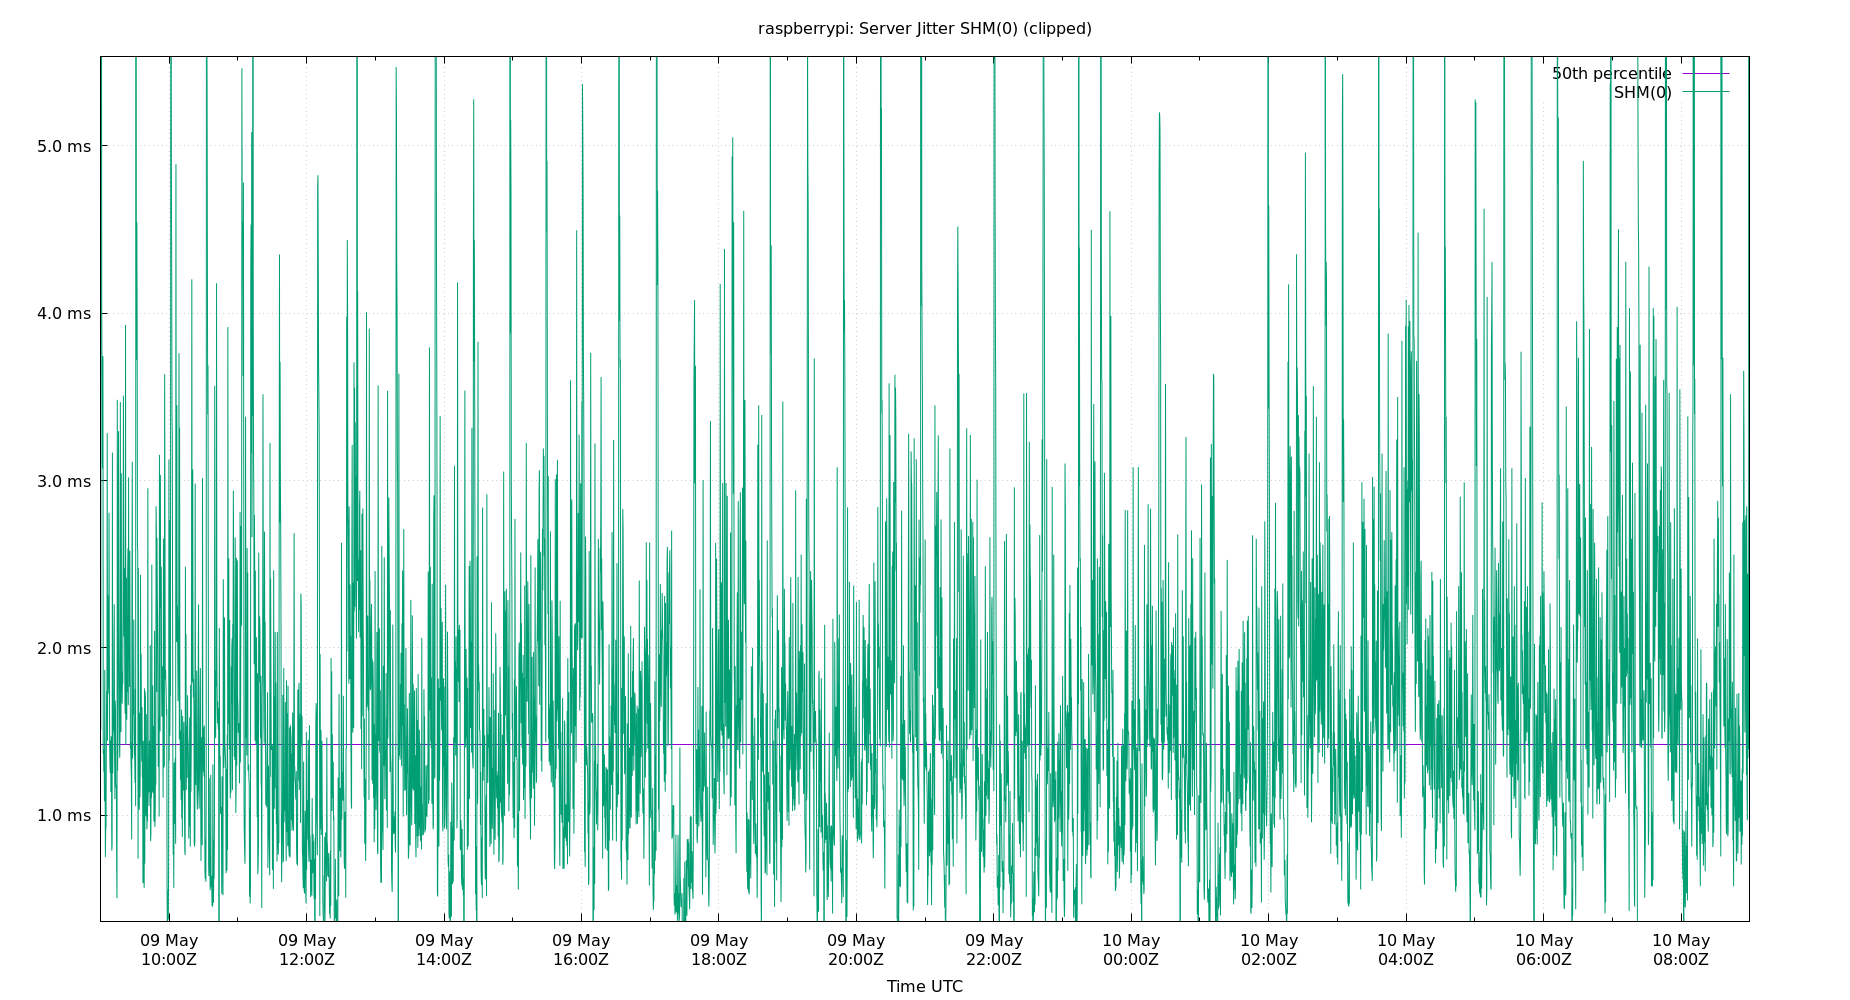 raspberrypi: Server Jitter SHM(0) (clipped)
50th percentile
SHM(0)
5.0 ms
4.0 ms
3.0 ms
2.0 ms
1.0 ms
09 May 09 May 09 May 09 May 09 May 09 May 09 May 10 May 10 May 10 May 10 May 10 May
10:00Z 12:00Z 14:00Z 16:00Z 18:00Z 20:00Z 22:00Z 00:00Z 02:00Z 04:00Z 06:00Z 08:00Z
Time UTC